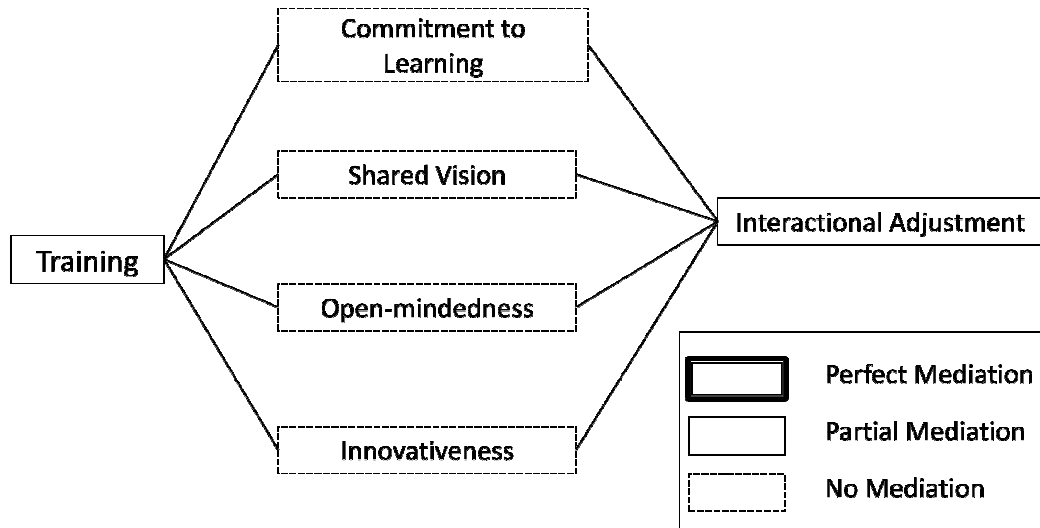 Commitment to
Learning
Shared Vision
Interactional Adjustment
Training
Open-mindedness
Innovativeness
Perfect Mediation
Partial Mediation
No Mediation